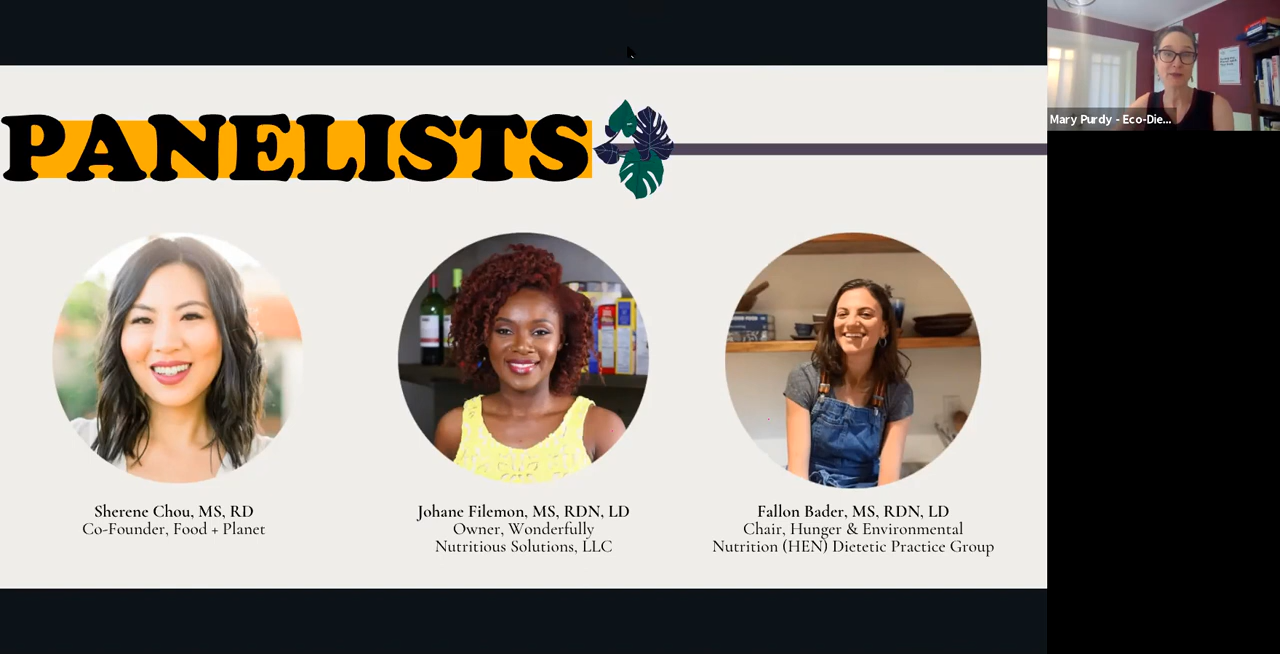 PANELISTS
Mary Purdy - Eco-Die...
Sherene Chou, MS, RD
Co-Founder, Food + Planet
Johane Filemon, MS, RDN, LD
Owner, Wonderfully
Nutritious Solutions, LLC
Fallon Bader, MS, RDN, LD
Chair, Hunger & Environmental
Nutrition (HEN) Dietetic Practice Group